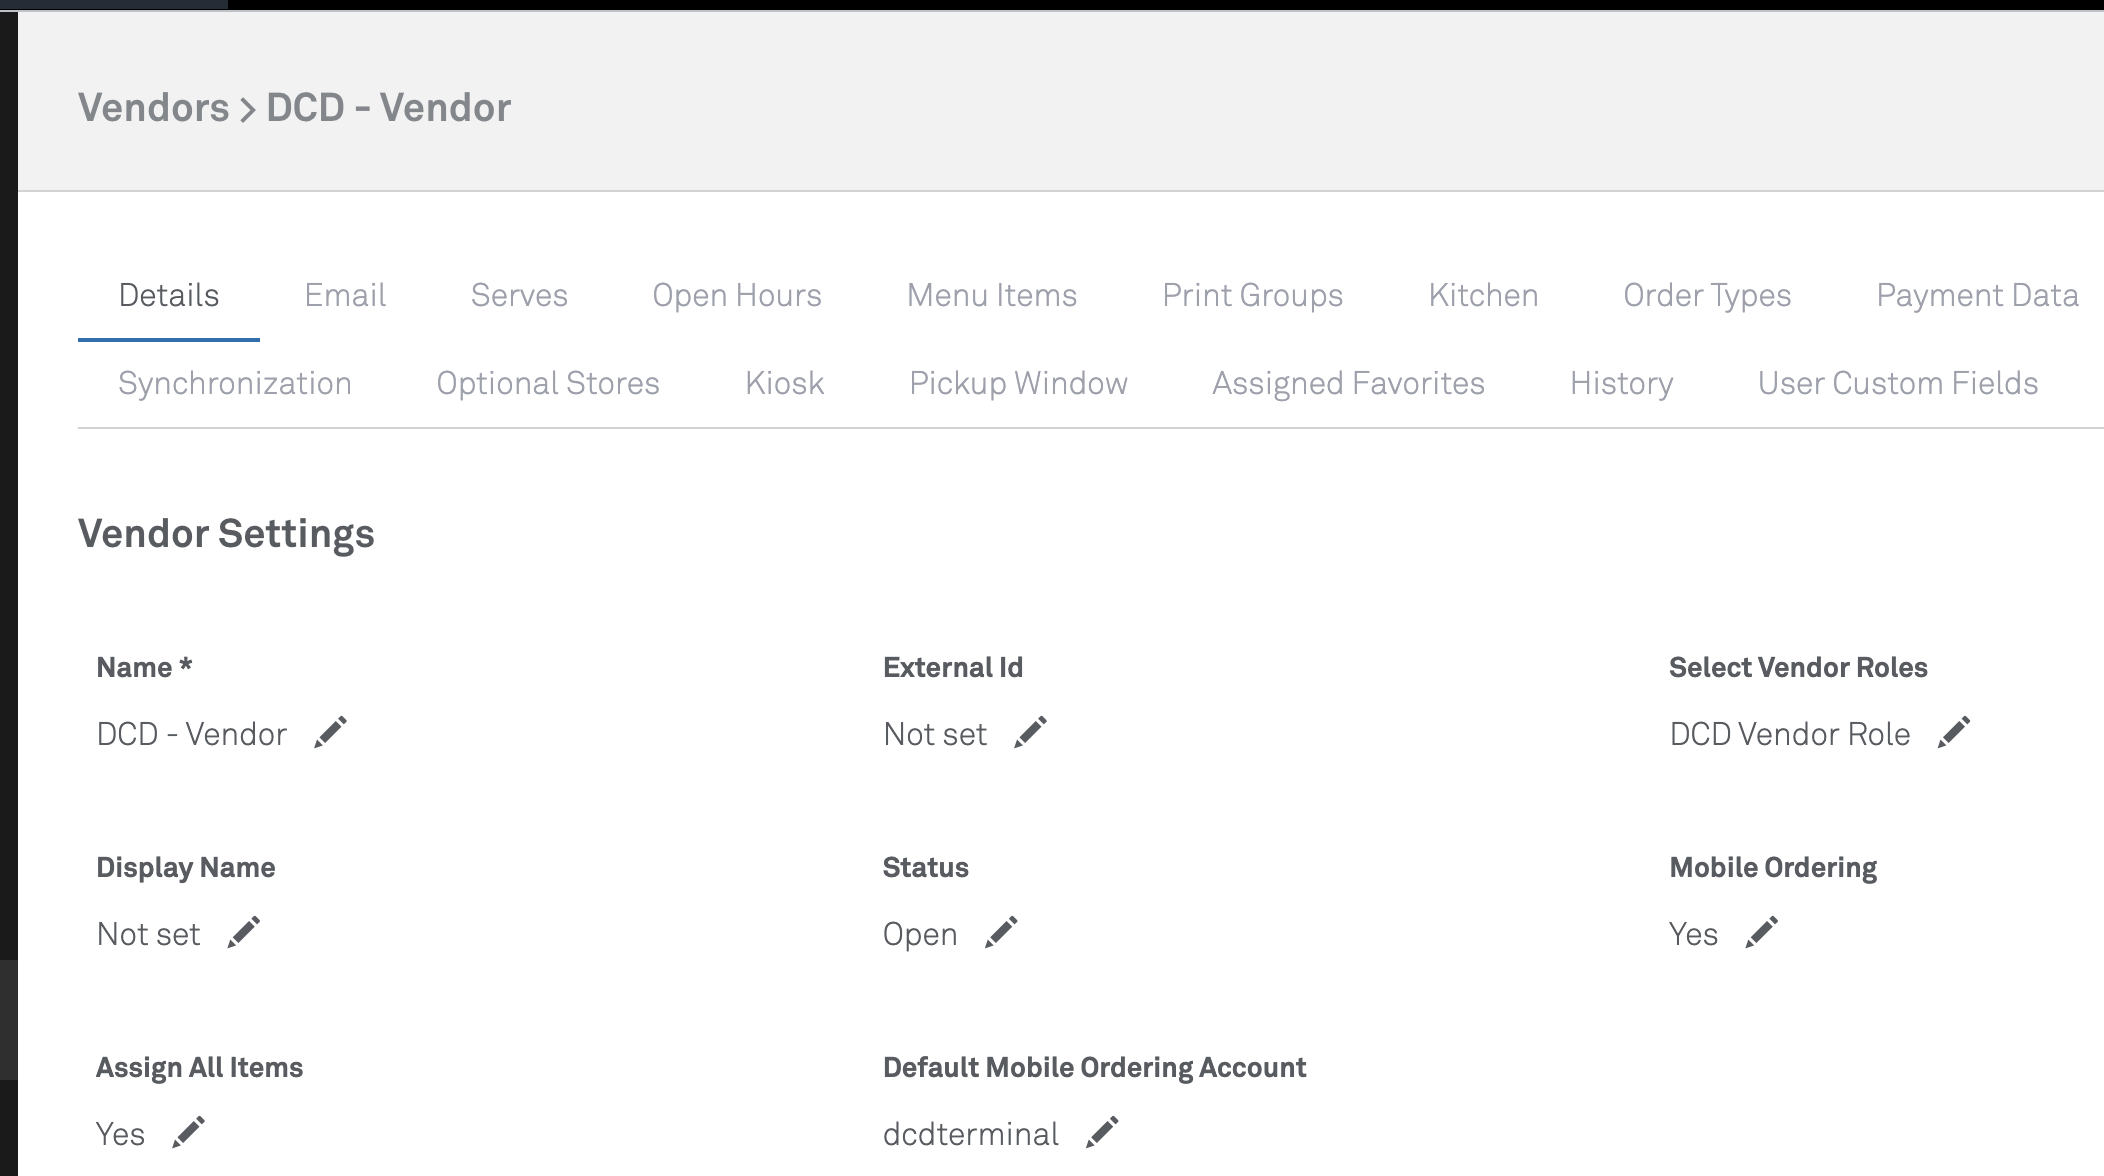 Vendors > DCD - Vendor
Details Email Serves Open Hours Menu Items Print Groups Kitchen Order Types Payment Data
Synchronization Optional Stores Kiosk Pickup Window Assigned Favorites History User Custom Fields
Vendor Settings
Name * External Id Select Vendor Roles
DCD - Vendor Not set DCD Vendor Role
Display Name Status Mobile Ordering
Not set Open Yes
Assign All Items Default Mobile Ordering Account
Yes dcdterminal